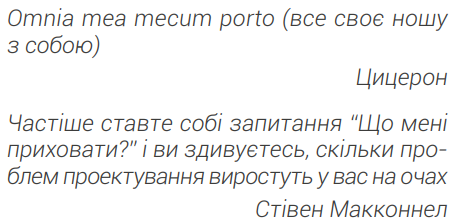 Omnia tea mecum porto (все своє ношу
з собою)
Цицерон
Частіше ставте собі запитання “Що мені
приховати?” і ви здивуєтесь, скільки про-
блем проектування виростуть у вас на очах
Стівен Макконнел